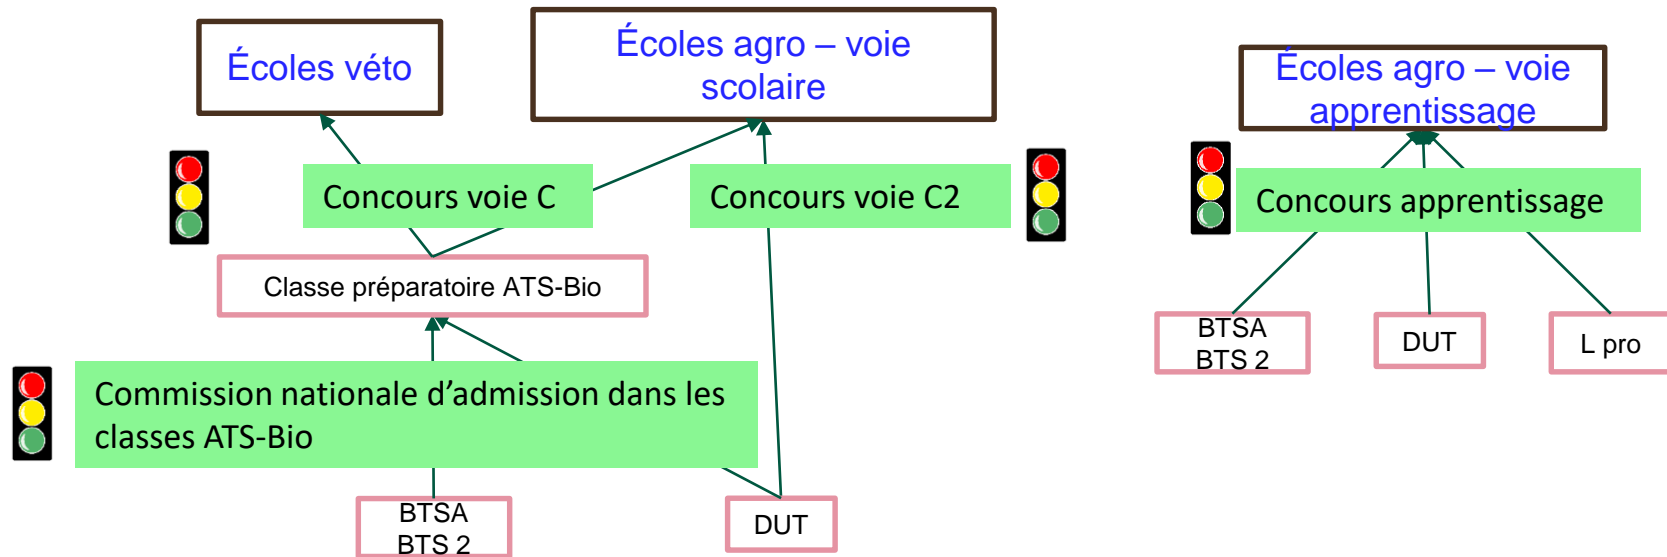 Écoles véto
Écoles agro – voie
scolaire
Écoles agro – voie
apprentissage
Concours voie C
Concours voie C2
Concours apprentissage
Classe préparatoire ATS-Bio
BTSA
BTS 2
DUT
L pro
Commission nationale d’admission dans les
classes ATS-Bio
BTSA
BTS 2
DUT